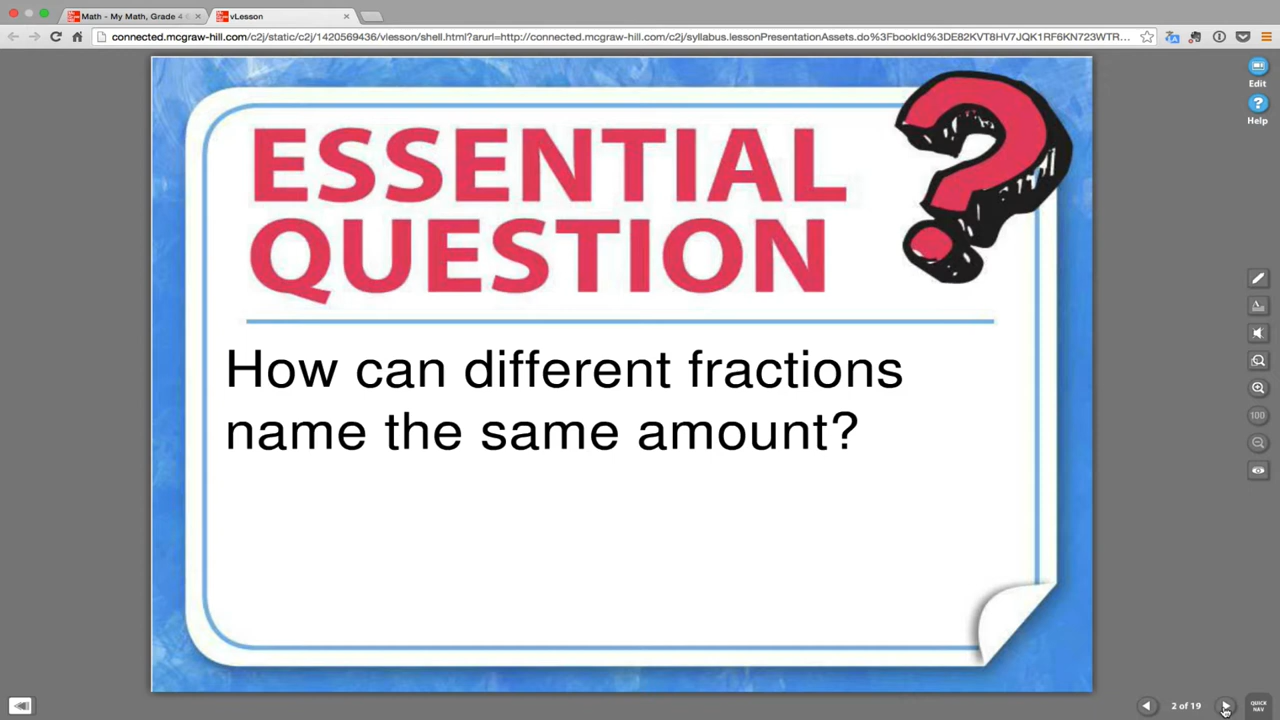 Math - My Math, Grade 4
vLesson
connected.mcgraw-hill.com/c2j/static/c2j/1420569436/vlesson/shell.html?arurl=http://connected.mcgraw-hill.com/c2j/syllabus.lessonPresentationAssets.do%3FbookId%3DE82KVT8HV7JQK1RF6KN723WTR...
Edit
Help
ESSENTIAL
QUESTION
How can different fractions
name the same amount?
100
2 of 19
QUICK
NAV